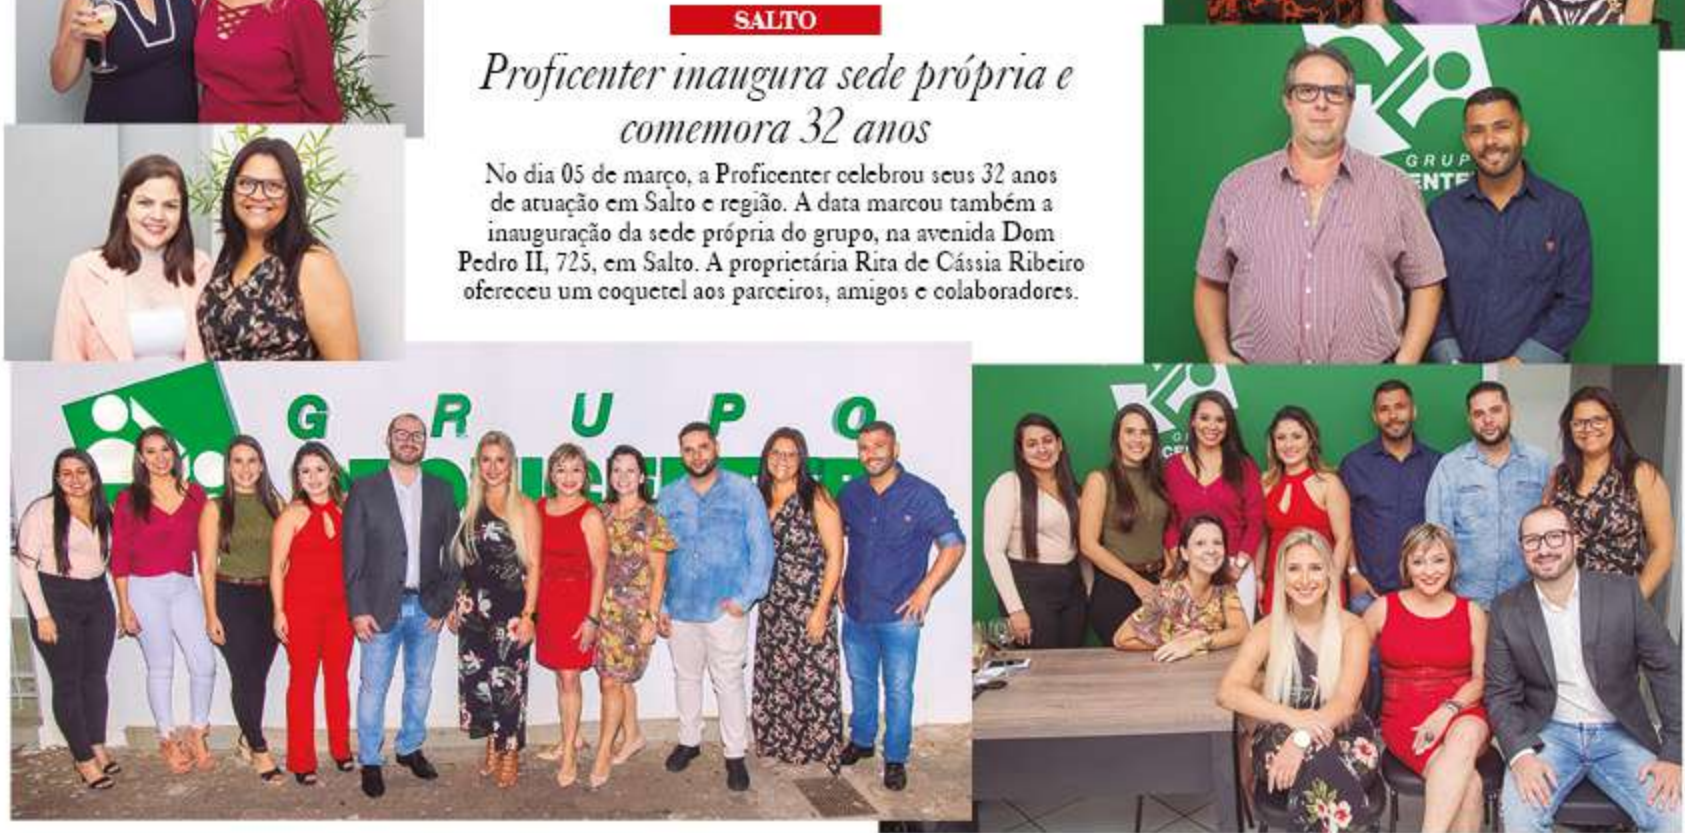 SALTO
Proficenter inaugura sede própria e
comemora 32 anos
No dia 05 de março, a Proficenter celebrou seus 32 anos
de atuação em Salto e região. A data marcou também a
inauguração da sede própria do grupo, na avenida Dom
Pedro II, 725, em Salto. A proprietária Rita de Cássia Ribeiro
ofereceu um coquetel aos parceiros, amigos e colaboradores.
GRUP
ENTE
GRUPO